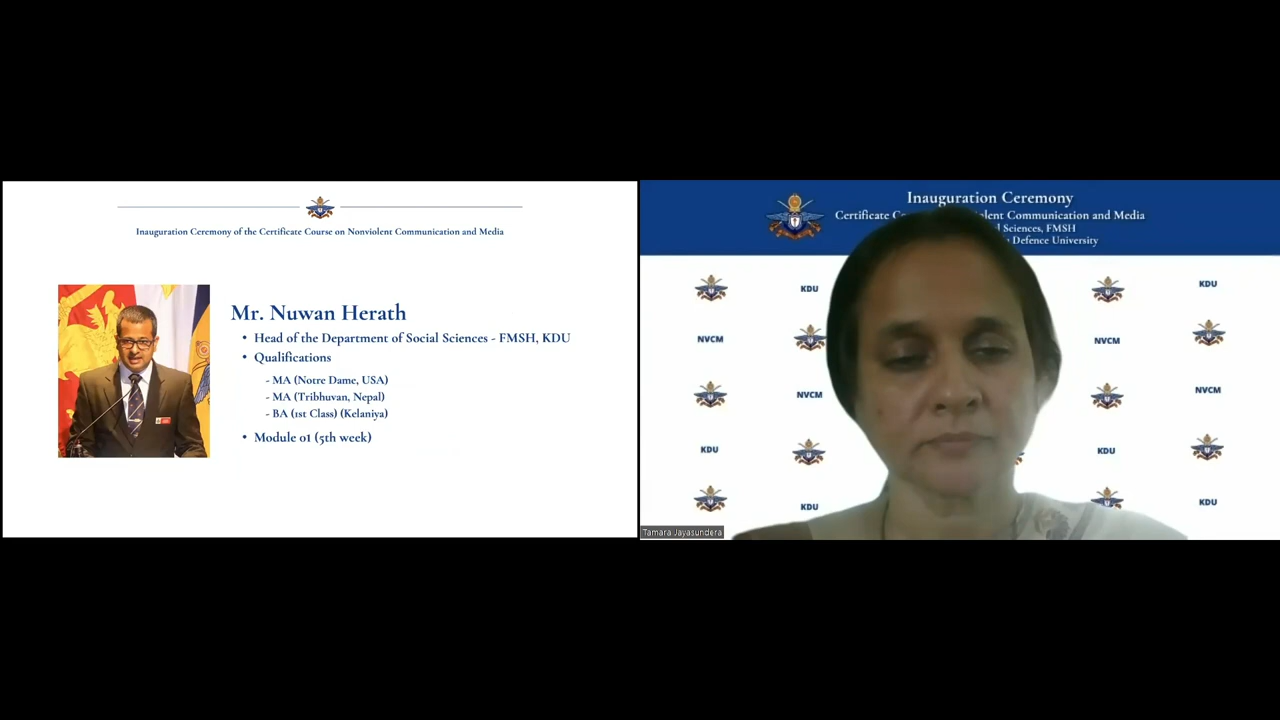 Inauguration Ceremony of the Certificate Course on Nonviolent Communication and Media
Mr. Nuwan Herath
• Head of the Department of Social Sciences - FMSH, KDU
• Qualifications
- MA (Notre Dame, USA)
- MA (Tribhuvan, Nepal)
- BA (1st Class) (Kelaniya)
• Module 01 (5th week)
Inauguration Ceremony
Certificate Communication and Media
Sciences, FMSH
Defence University
KDU
KDU
NVCM
NVCM
NVCM
NVCM
KDU
KDU
KDU
KDU
Tamara Jayasundera